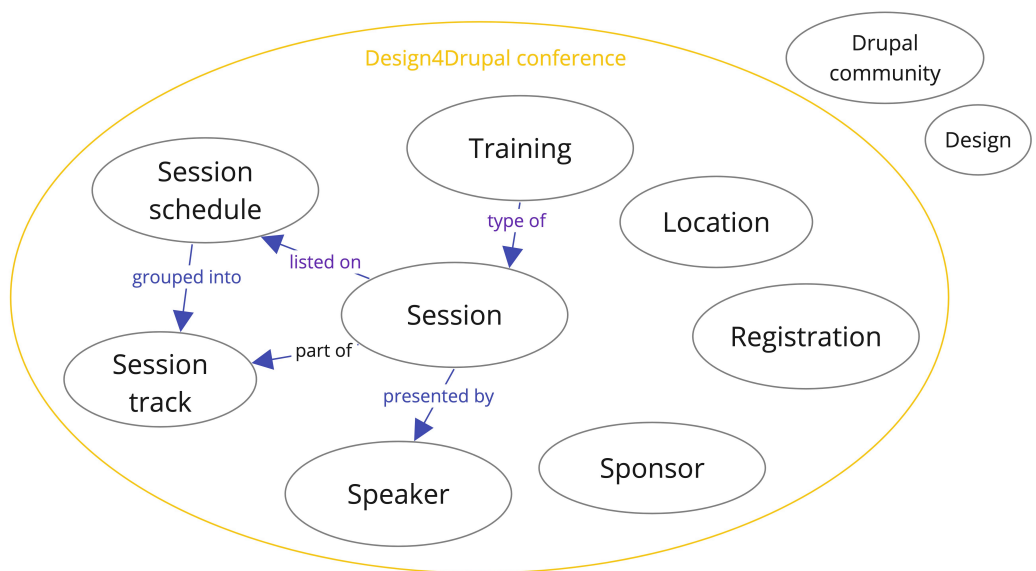 Design4Drupal conference
Drupal
community
Design
Training
Session
schedule
type of
Location
listed on
grouped into
Session
Registration
part of
Session
track
presented by
Speaker
Sponsor